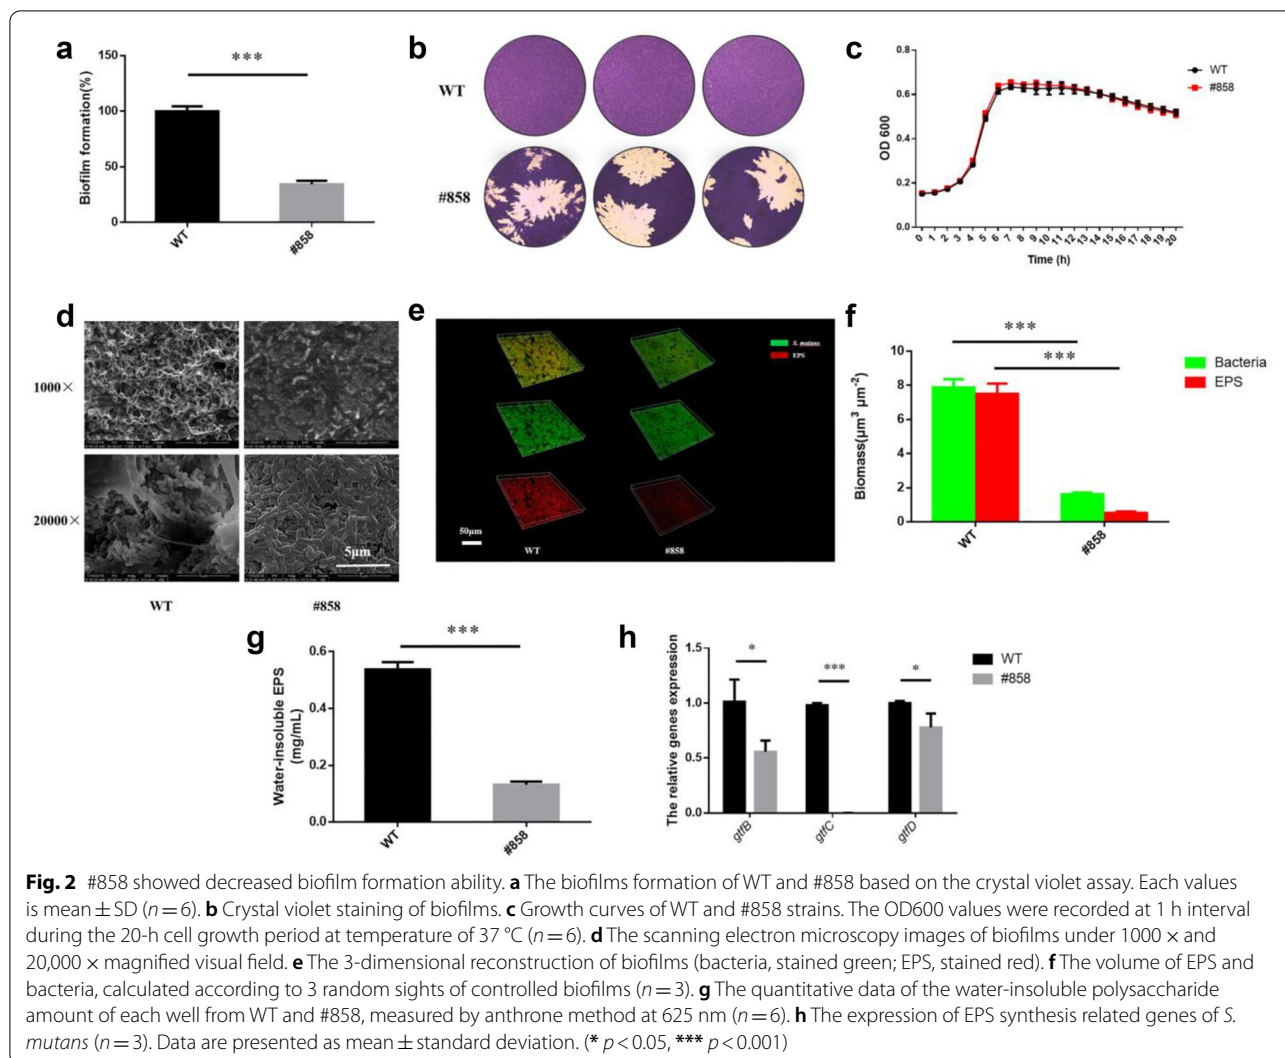 a
Biofilm formation(%)
150
100
50
0
***
WT
#858
b
WT
#858
c
OD 600
0.8
0.6
0.4
0.2
0.0
0 1 2 3 4 5 6 7 8 9 10 11 12 13 14 15 16 17 18 19 20
Time (h)
WT
#858
d
1000×
20000×
5μm
WT
#858
e
S. mutans
EPS
50μm
WT
#858
f
Biomass(μm³ μm⁻²)
10
8
6
4
2
0
***
***
Bacteria
EPS
WT
#858
g
Water-insoluble EPS
(mg/mL)
0.6
0.4
0.2
0.0
***
WT
#858
h
The relative genes expression
1.5
1.0
0.5
0.0
*
***
*
gtfB
gtfC
gtfD
WT
#858
Fig. 2 #858 showed decreased biofilm formation ability. a The biofilms formation of WT and #858 based on the crystal violet assay. Each values
is mean ± SD (n = 6). b Crystal violet staining of biofilms. c Growth curves of WT and #858 strains. The OD600 values were recorded at 1 h interval
during the 20-h cell growth period at temperature of 37 °C (n = 6). d The scanning electron microscopy images of biofilms under 1000 × and
20,000 × magnified visual field. e The 3-dimensional reconstruction of biofilms (bacteria, stained green; EPS, stained red). f The volume of EPS and
bacteria, calculated according to 3 random sights of controlled biofilms (n = 3). g The quantitative data of the water-insoluble polysaccharide
amount of each well from WT and #858, measured by anthrone method at 625 nm (n = 6). h The expression of EPS synthesis related genes of S.
mutans (n = 3). Data are presented as mean ± standard deviation. (* p < 0.05, *** p < 0.001)